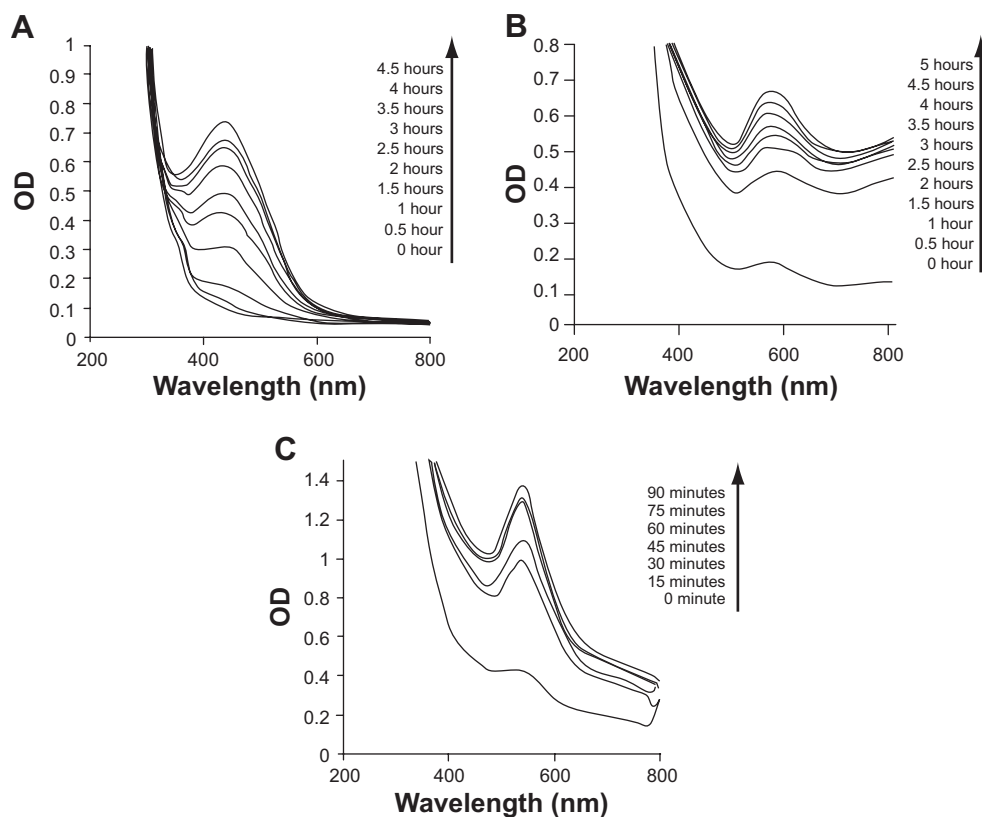 A
1
0.9
0.8
0.7
0.6
0.5
0.4
0.3
0.2
0.1
0
OD
200 400 600 800
Wavelength (nm)
4.5 hours
4 hours
3.5 hours
3 hours
2.5 hours
2 hours
1.5 hours
1 hour
0.5 hour
0 hour
B
0.8
0.7
0.6
0.5
0.4
0.3
0.2
0.1
0
OD
200 400 600 800
Wavelength (nm)
5 hours
4.5 hours
4 hours
3.5 hours
3 hours
2.5 hours
2 hours
1.5 hours
1 hour
0.5 hour
0 hour
C
1.4
1.2
1
0.8
0.6
0.4
0.2
0
OD
200 400 600 800
Wavelength (nm)
90 minutes
75 minutes
60 minutes
45 minutes
30 minutes
15 minutes
0 minute